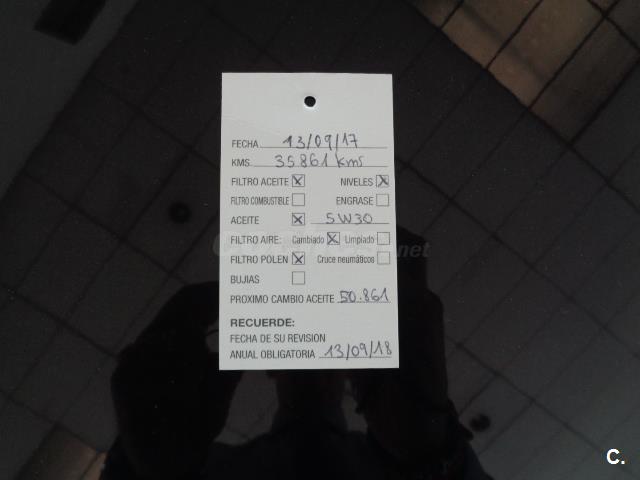 FECHA 13/09/17
KMS 35861 kms
FILTRO ACEITE NIVELES
FILTRO COMBUSTIBLE ENGRASE
ACEITE 5W30
FILTRO AIRE: Cambiado Limpiado
FILTRO POLEN Cruce neumáticos
BUJIAS
PROXIMO CAMBIO ACEITE 50.861
RECUERDE:
FECHA DE SU REVISION
ANUAL OBLIGATORIA 13/09/18
C.